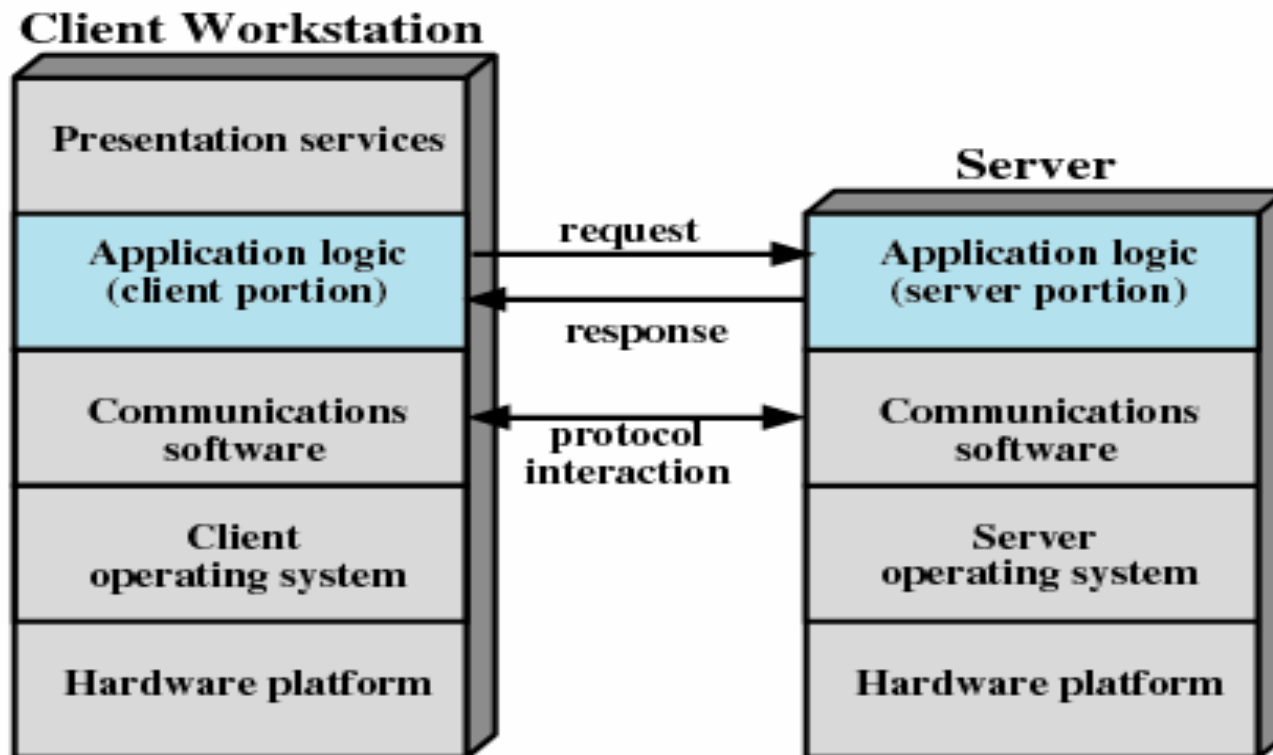 Client Workstation
Presentation services
Application logic
(client portion)
Communications
software
Client
operating system
Hardware platform
request
response
protocol
interaction
Server
Application logic
(server portion)
Communications
software
Server
operating system
Hardware platform